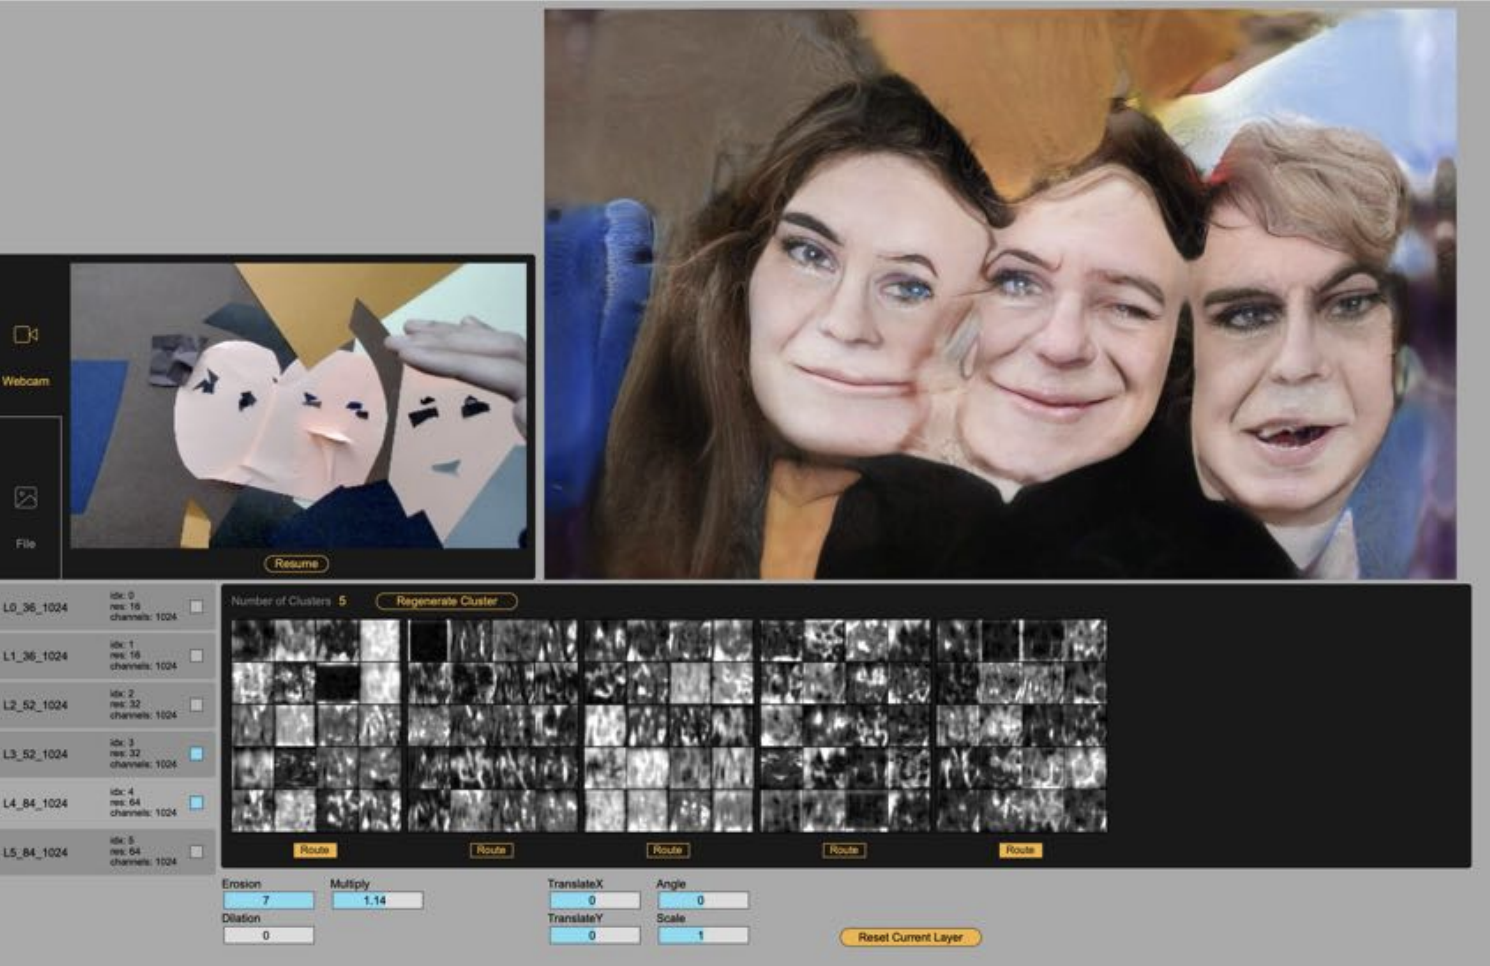 Webcam
File
Resume
L0_36_1024
idx: 0
res: 16
channels: 1024
L1_36_1024
idx: 1
res: 16
channels: 1024
L2_52_1024
idx: 2
res: 32
channels: 1024
L3_52_1024
idx: 3
res: 32
channels: 1024
L4_84_1024
idx: 4
res: 64
channels: 1024
L5_84_1024
idx: 5
res: 64
channels: 1024
Number of Clusters 5 Regenerate Cluster
Route Route Route Route Route
Erosion Multiply TranslateX Angle
7 1.14 0 0
Dilation TranslateY Scale
0 0 1
Reset Current Layer